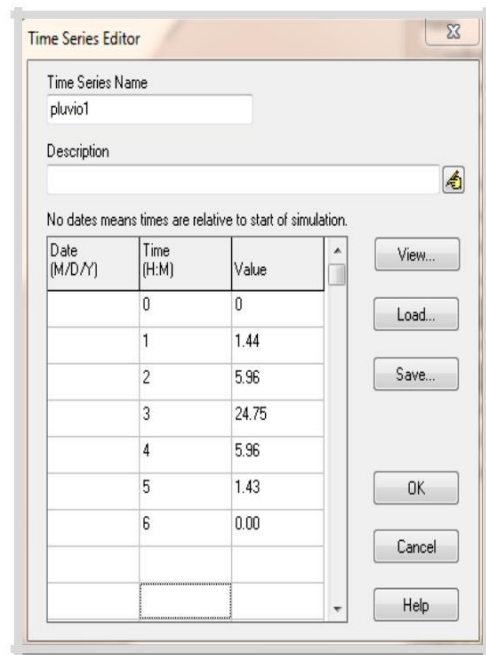 Time Series Editor
Time Series Name
pluvio1
Description
No dates means times are relative to start of simulation.
Date (M/D/Y) Time (H:M) Value
0 0
1 1.44
2 5.96
3 24.75
4 5.96
5 1.43
6 0.00
View...
Load...
Save...
OK
Cancel
Help